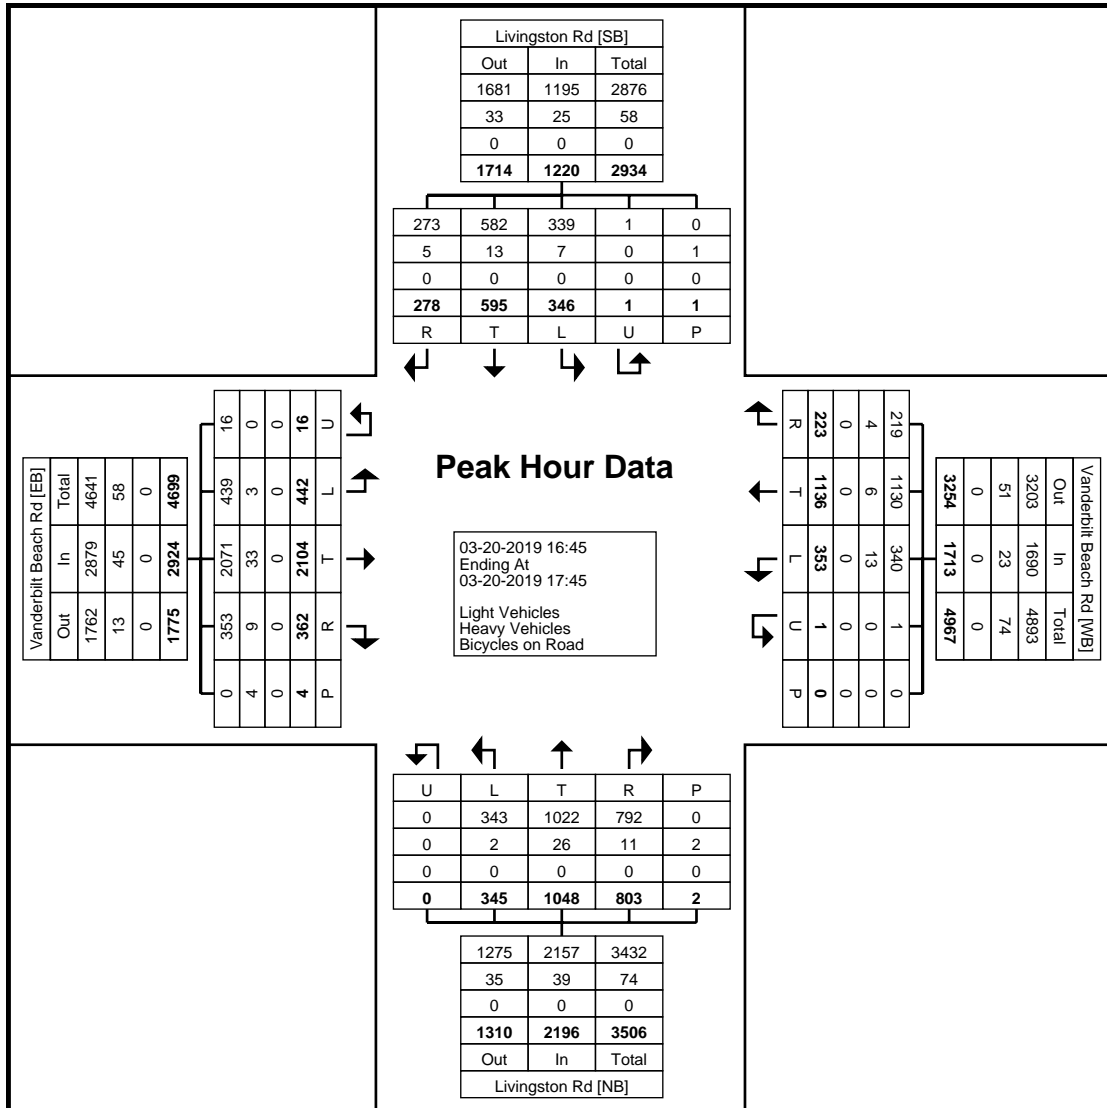 Livingston Rd [SB]
Out In Total
1681 1195 2876
33 25 58
0 0 0
1714 1220 2934
273 582 339 1 0
5 13 7 0 1
0 0 0 0 0
278 595 346 1 1
R T L U P
Vanderbilt Beach Rd [EB]
Total 4641 58 0 4699
In 2879 45 0 2924
Out 1762 13 0 1775
16 0 0 16 U
439 3 0 442 L
2071 33 0 2104 T
353 9 0 362 R
0 4 0 4 P
Peak Hour Data
03-20-2019 16:45
Ending At
03-20-2019 17:45
Light Vehicles
Heavy Vehicles
Bicycles on Road
R 223 0 4 219
T 1136 0 6 1130
L 353 0 13 340
U 1 0 0 1
P 0 0 0 0
Vanderbilt Beach Rd [WB]
Out In Total
3203 1690 4893
51 23 74
0 0 0
3254 1713 4967
U L T R P
0 343 1022 792 0
0 2 26 11 2
0 0 0 0 0
0 345 1048 803 2
1275 2157 3432
35 39 74
0 0 0
1310 2196 3506
Out In Total
Livingston Rd [NB]